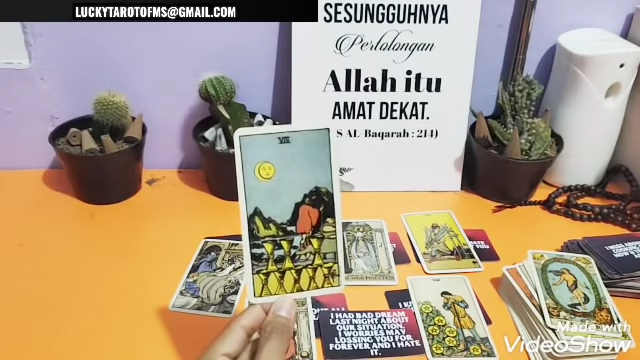 LUCKYTAROTOFMS@GMAIL.COM
SESUNGGUHNYA
Pertolongan
Allah itu
AMAT DEKAT.
S AL-Baqarah : 214)
VIII
I HAD BAD DREAM
LAST NIGHT ABOUT
OUR SITUATION,
I WORRIES MAY
LOSSING YOU FOR
FOREVER AND I HATE
IT.
Made with
VideoShow